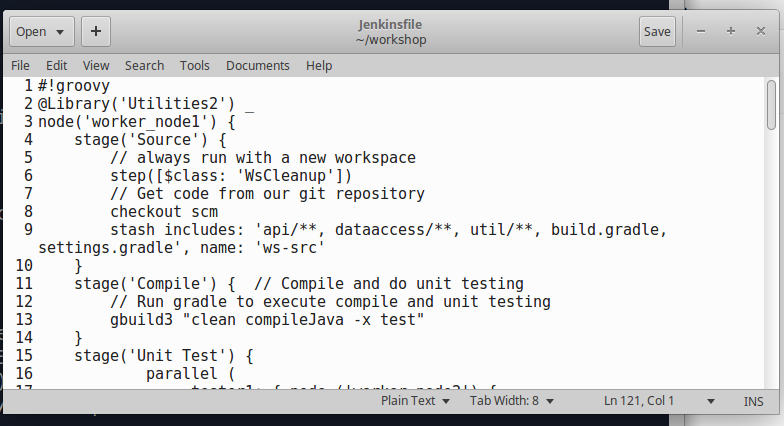 Open
+
Jenkinsfile
~/workshop
Save
File Edit View Search Tools Documents Help
1 #!groovy
2 @Library('Utilities2') _
3 node('worker_node1') {
4     stage('Source') {
5         // always run with a new workspace
6         step([$class: 'WsCleanup'])
7         // Get code from our git repository
8         checkout scm
9         stash includes: 'api/**, dataaccess/**, util/**, build.gradle,
settings.gradle', name: 'ws-src'
10     }
11     stage('Compile') {  // Compile and do unit testing
12         // Run gradle to execute compile and unit testing
13         gbuild3 "clean compileJava -x test"
14     }
15     stage('Unit Test') {
16             parallel (
17                  tester1: { node ('worker_node2') {
Plain Text Tab Width: 8 Ln 121, Col 1 INS